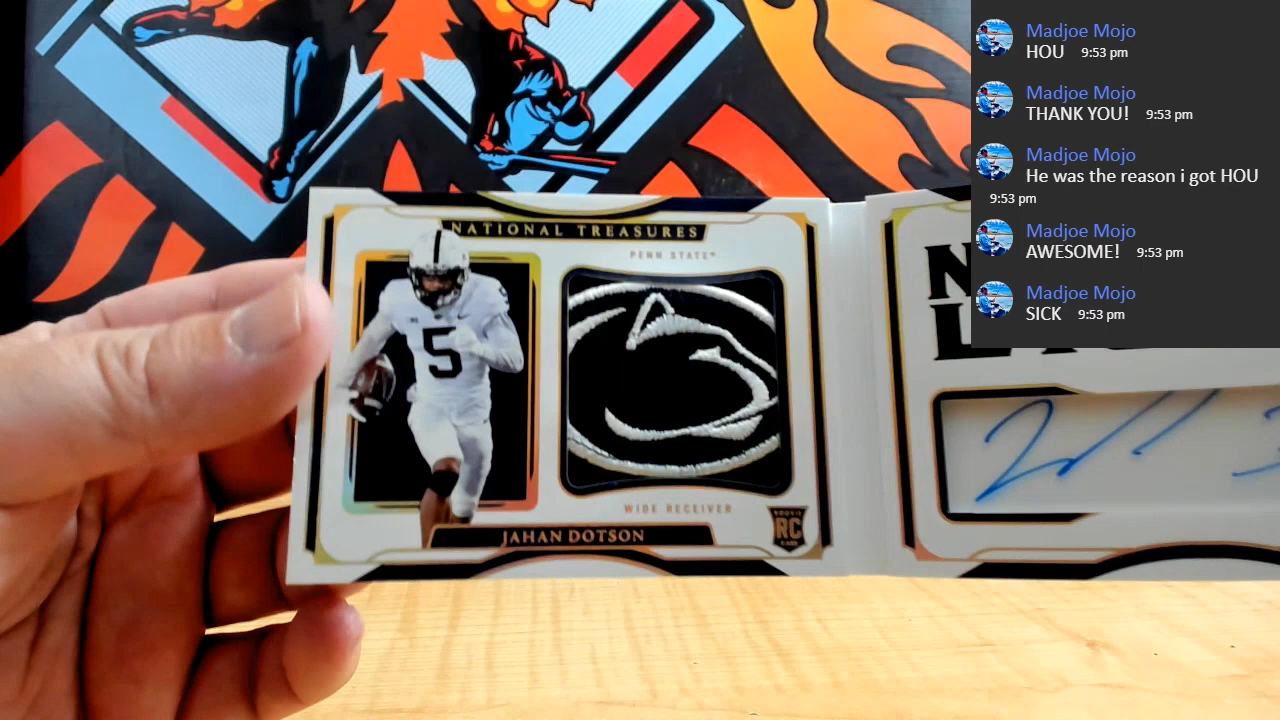 Madjoe Mojo
HOU 9:53 pm
Madjoe Mojo
THANK YOU! 9:53 pm
Madjoe Mojo
He was the reason i got HOU
9:53 pm
Madjoe Mojo
AWESOME! 9:53 pm
Madjoe Mojo
SICK 9:53 pm
NATIONAL TREASURES
PENN STATE
5
WIDE RECEIVER
JAHAN DOTSON
ROOKIE
RC
CARD